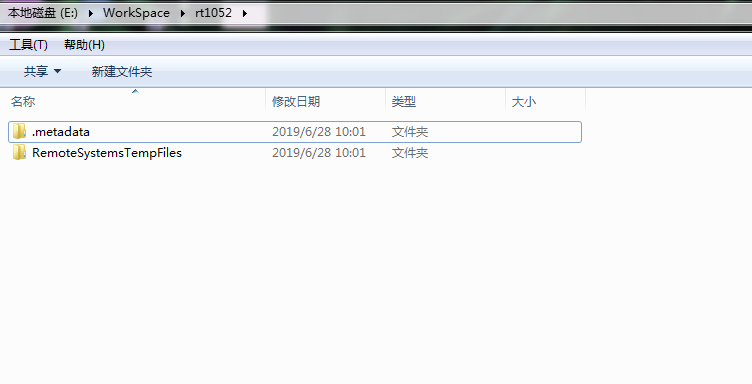 本地磁盘 (E:) WorkSpace rt1052
工具(T) 帮助(H)
共享 新建文件夹
名称 修改日期 类型 大小
.metadata 2019/6/28 10:01 文件夹
RemoteSystemsTempFiles 2019/6/28 10:01 文件夹